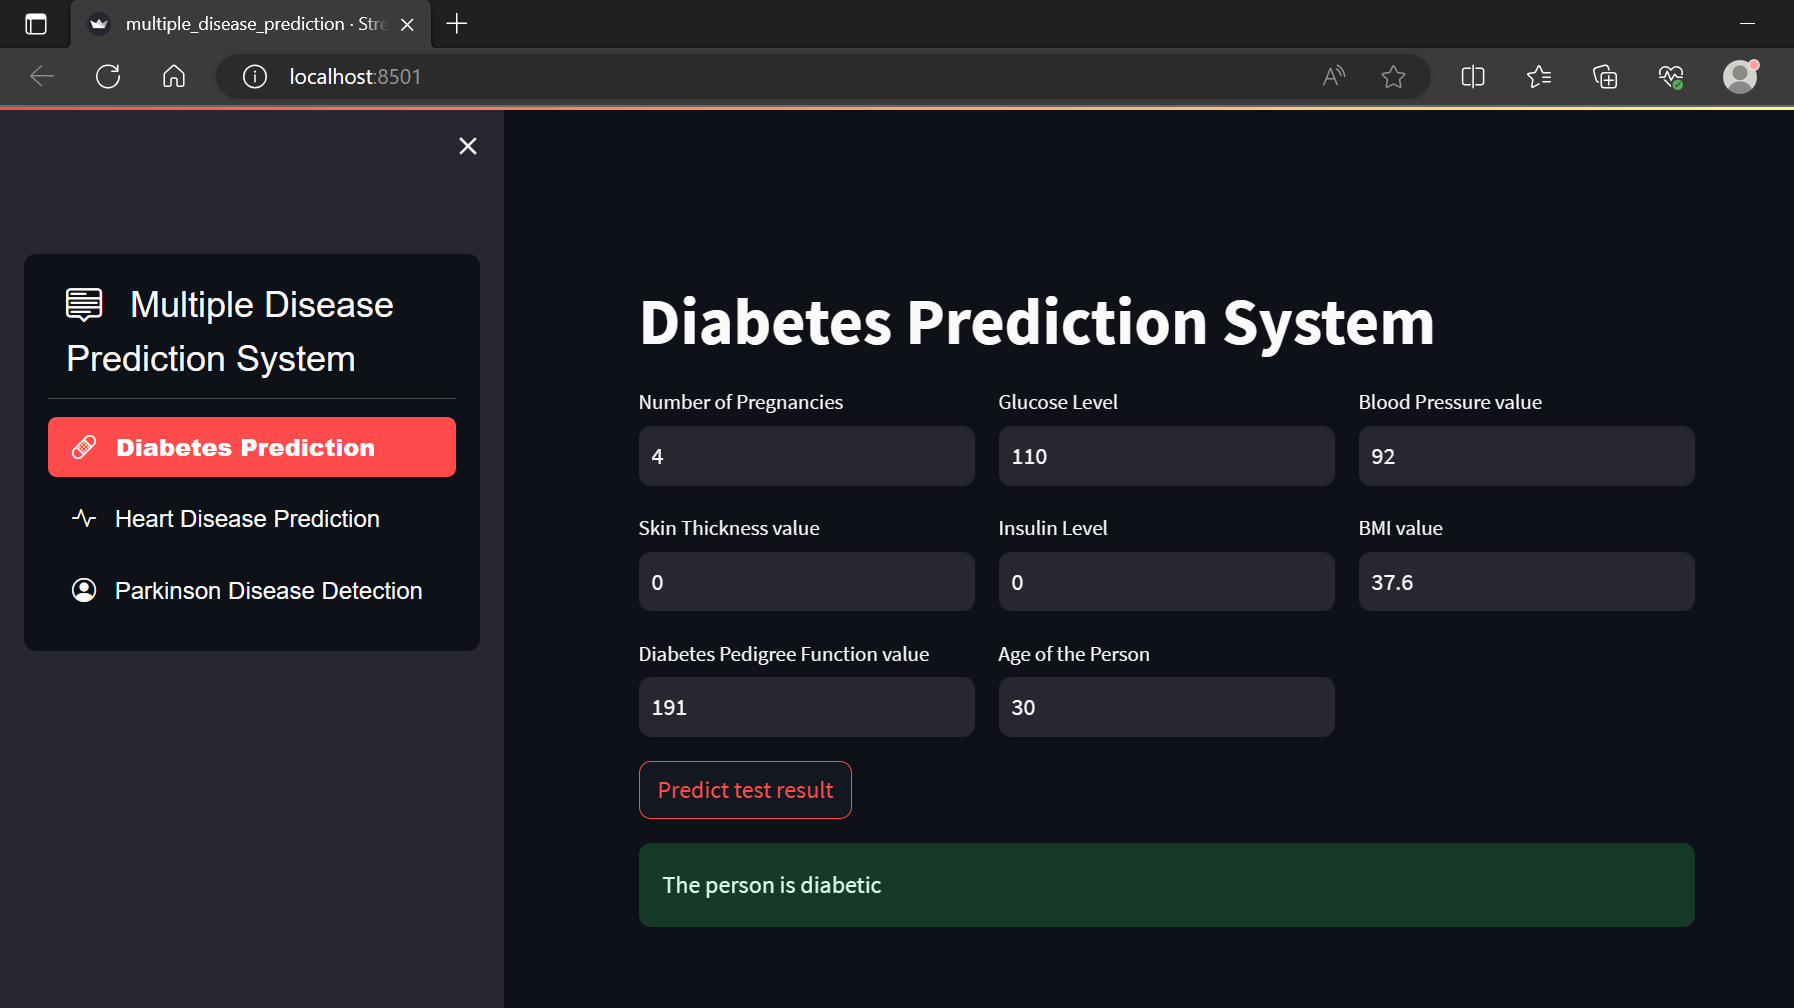 multiple_disease_prediction · Stre
localhost:8501
Multiple Disease
Prediction System
Diabetes Prediction
Heart Disease Prediction
Parkinson Disease Detection
Diabetes Prediction System
Number of Pregnancies
Glucose Level
Blood Pressure value
4
110
92
Skin Thickness value
Insulin Level
BMI value
0
0
37.6
Diabetes Pedigree Function value
Age of the Person
191
30
Predict test result
The person is diabetic